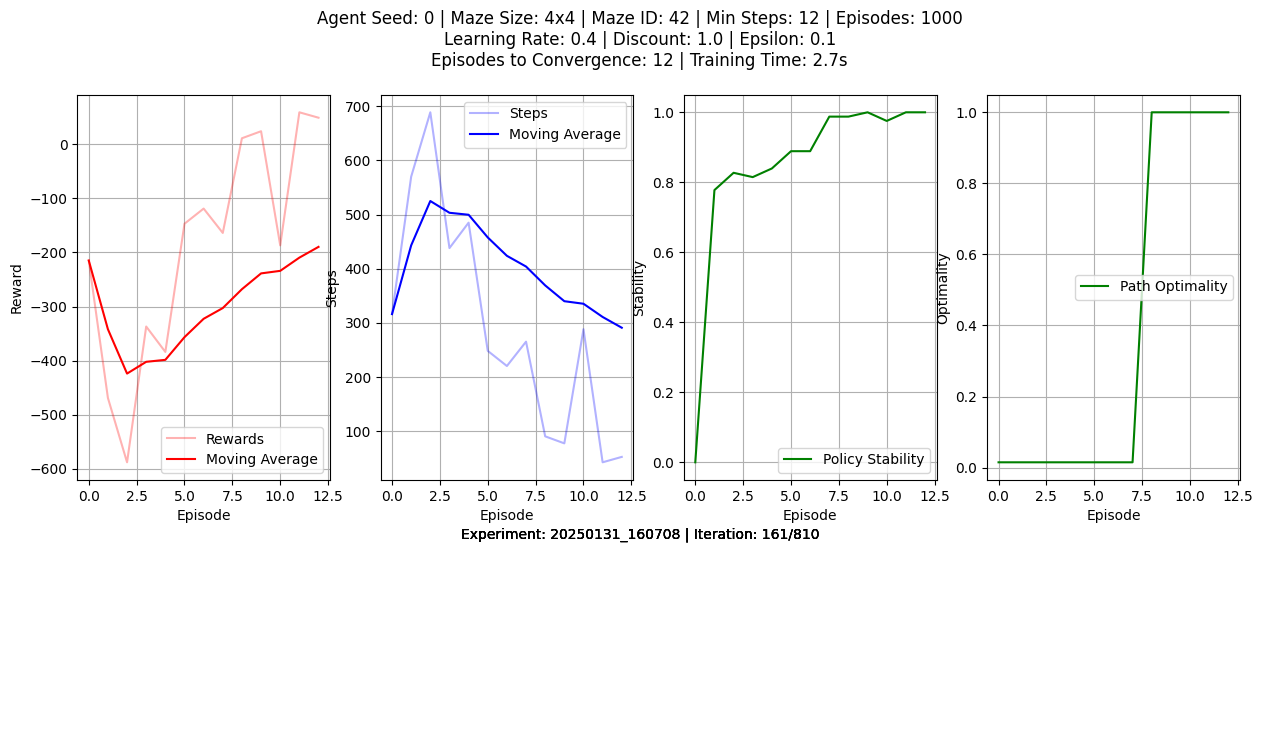 Agent Seed: 0 | Maze Size: 4x4 | Maze ID: 42 | Min Steps: 12 | Episodes: 1000
Learning Rate: 0.4 | Discount: 1.0 | Epsilon: 0.1
Episodes to Convergence: 12 | Training Time: 2.7s
Reward
0
−100
−200
−300
−400
−500
−600
Rewards
Moving Average
0.0 2.5 5.0 7.5 10.0 12.5
Episode
Steps
700
600
500
400
300
200
100
Steps
Moving Average
0.0 2.5 5.0 7.5 10.0 12.5
Episode
Stability
1.0
0.8
0.6
0.4
0.2
0.0
Policy Stability
0.0 2.5 5.0 7.5 10.0 12.5
Episode
Optimality
1.0
0.8
0.6
0.4
0.2
0.0
Path Optimality
0.0 2.5 5.0 7.5 10.0 12.5
Episode
Experiment: 20250131_160708 | Iteration: 161/810